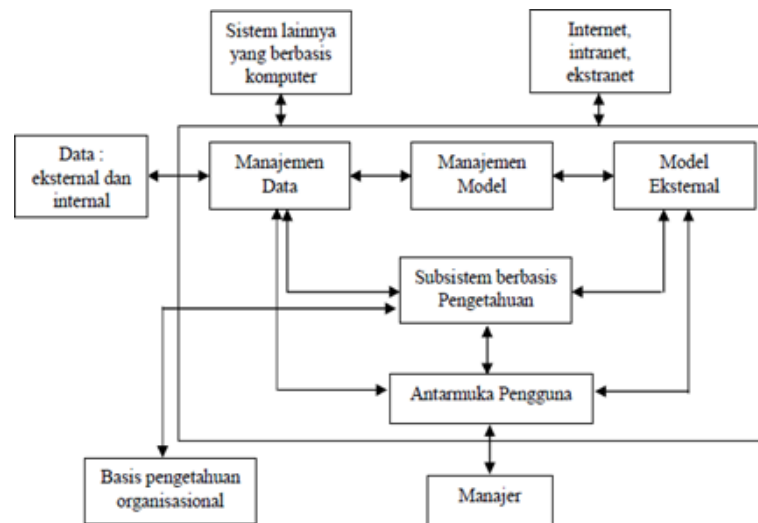 Sistem lainnya
yang berbasis
komputer
Internet,
intranet,
ekstranet
Data :
eksternal dan
internal
Manajemen
Data
Manajemen
Model
Model
Eksternal
Subsistem berbasis
Pengetahuan
Antarmuka Pengguna
Basis pengetahuan
organisasional
Manajer